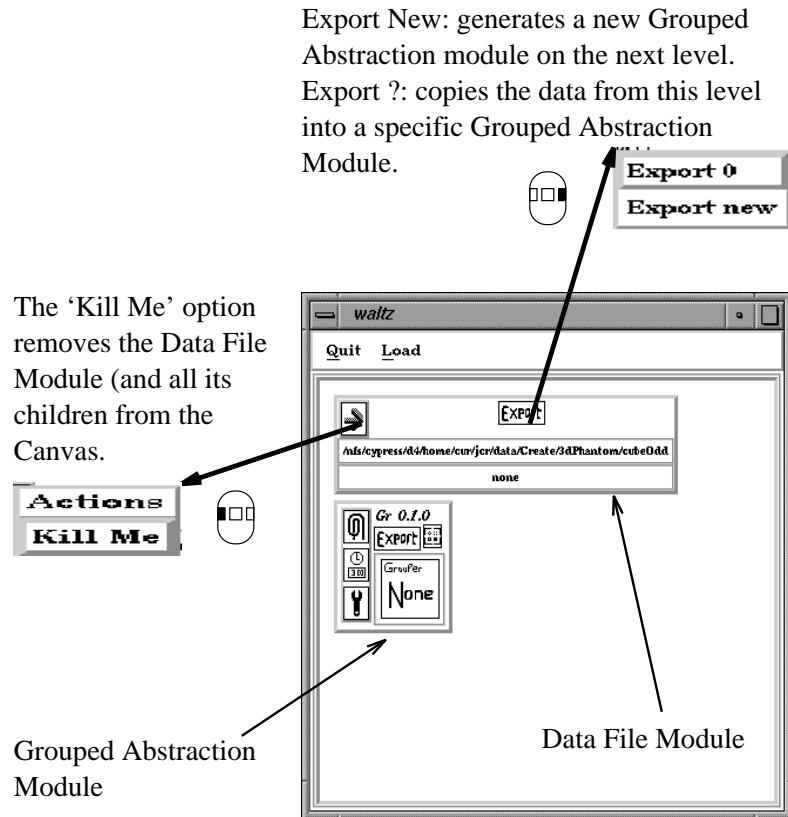 Export New: generates a new Grouped
Abstraction module on the next level.
Export ?: copies the data from this level
into a specific Grouped Abstraction
Module.
Export 0
Export new
The ‘Kill Me’ option
removes the Data File
Module (and all its
children from the
Canvas.
Actions
Kill Me
waltz
Quit Load
Export
/nfs/cypress/d4/home/cur/jcr/data/Create/3dPhantom/cubeOdd
none
Gr 0.1.0
Export
Grouper
None
Grouped Abstraction
Module
Data File Module